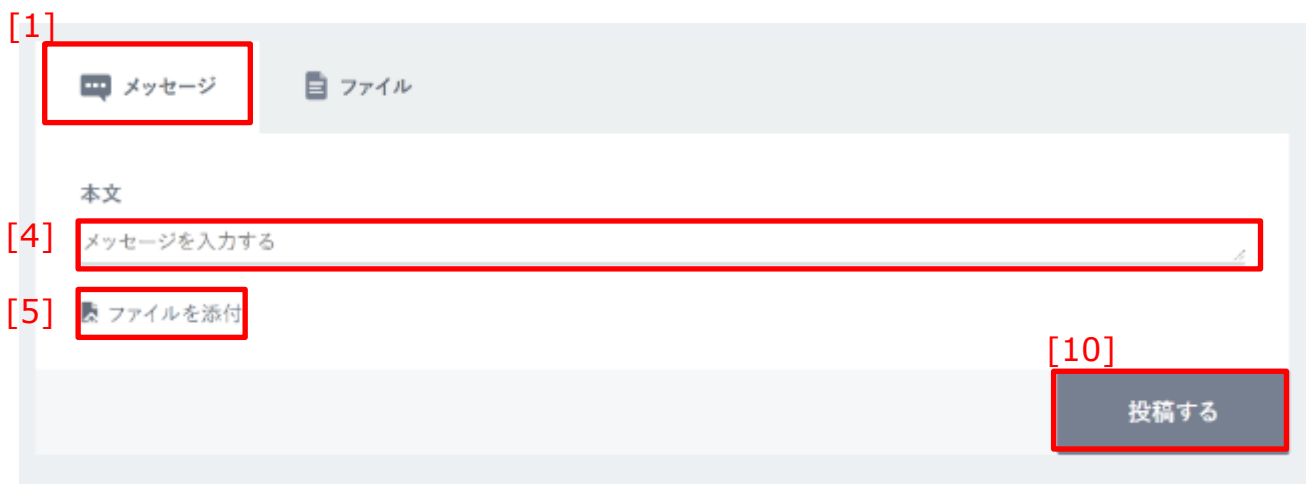 [1]
メッセージ ファイル
本文
[4] メッセージを入力する
[5] ファイルを添付
[10]
投稿する